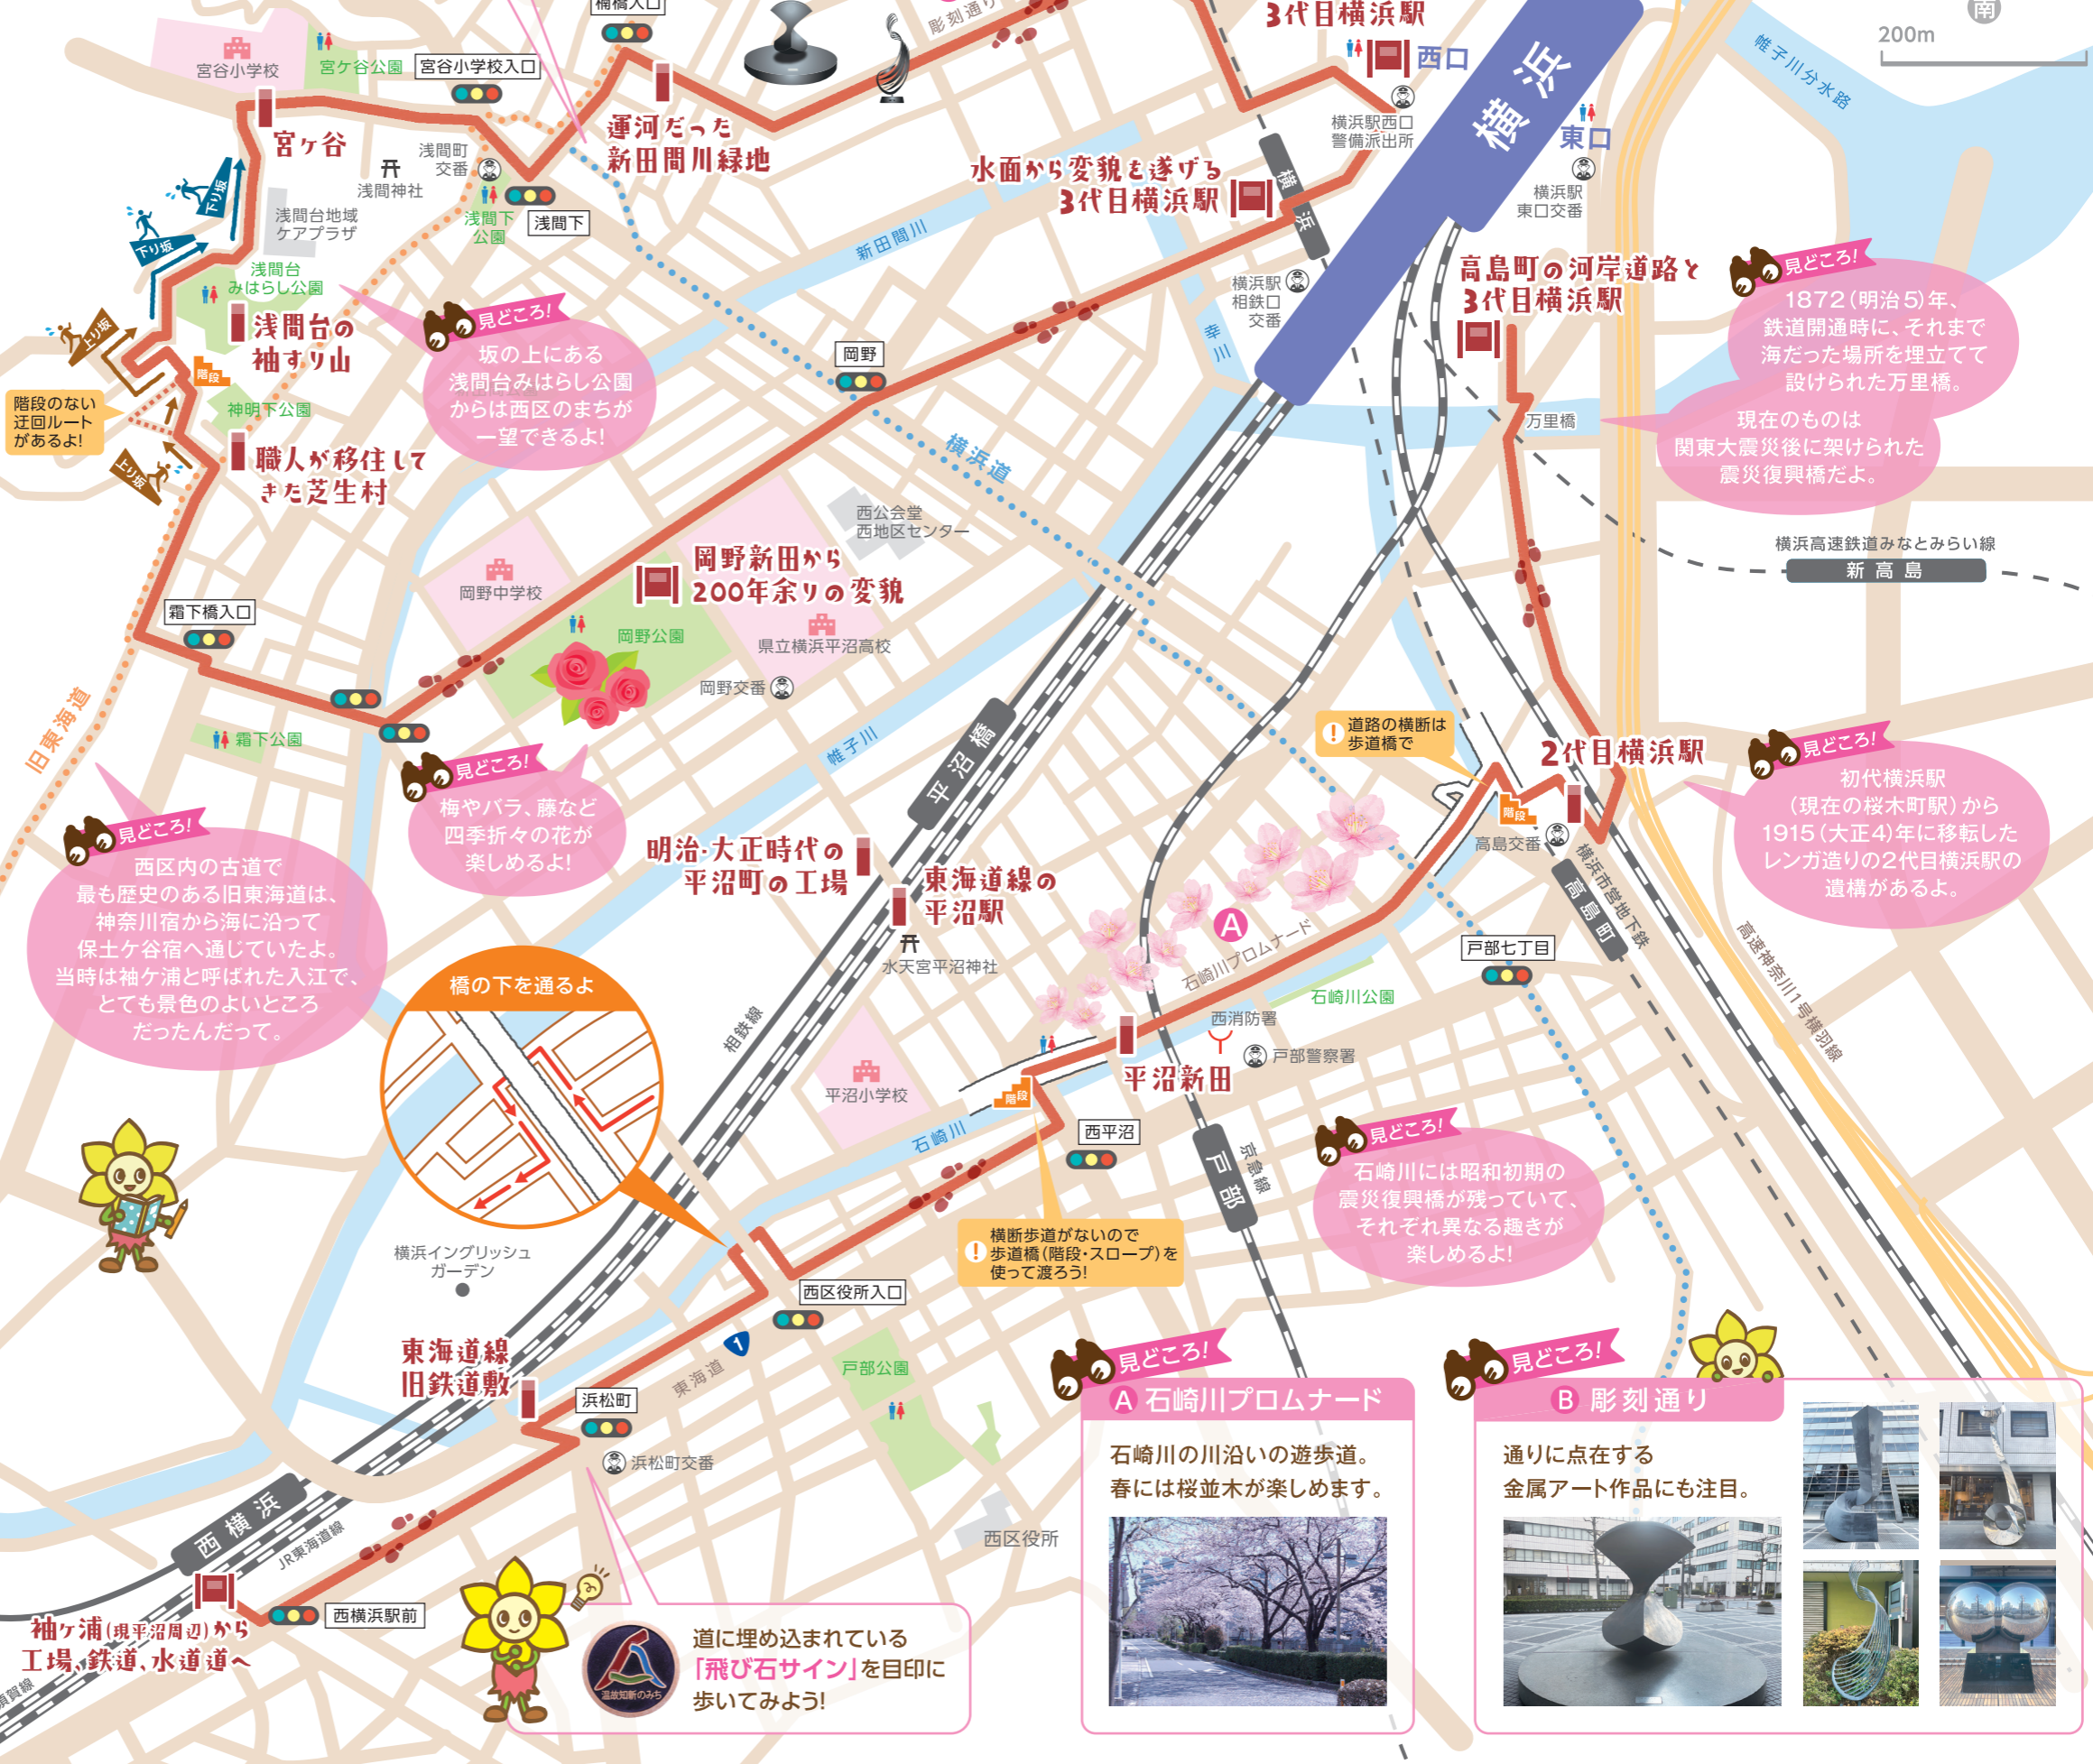 楠橋入口
彫刻通り
3代目横浜駅
西口
横浜駅西口
警備派出所
横浜
東口
横浜駅
東口交番
帷子川分水路
南
200m
宮谷小学校
宮ケ谷公園
宮谷小学校入口
宮ヶ谷
浅間町
交番
浅間神社
浅間下
公園
浅間下
運河だった
新田間川緑地
水面から変貌を遂げる
3代目横浜駅
横浜
新田間川
下り坂
下り坂
浅間台地域
ケアプラザ
浅間台
みはらし公園
浅間台の
袖すり山
上り坂
階段
階段のない
迂回ルート
があるよ!
神明下公園
職人が移住して
きた芝生村
上り坂
見どころ!
坂の上にある
浅間台みはらし公園
からは西区のまちが
一望できるよ!
岡野
横浜駅
相鉄口
交番
幸川
高島町の河岸道路と
3代目横浜駅
見どころ!
1872(明治5)年、
鉄道開通時に、それまで
海だった場所を埋立てて
設けられた万里橋。
現在のものは
関東大震災後に架けられた
震災復興橋だよ。
万里橋
横浜道
西公会堂
西地区センター
横浜高速鉄道みなとみらい線
新高島
岡野中学校
岡野新田から
200年余りの変貌
岡野公園
県立横浜平沼高校
岡野交番
霜下橋入口
旧東海道
霜下公園
見どころ!
梅やバラ、藤など
四季折々の花が
楽しめるよ!
帷子川
平沼橋
道路の横断は
歩道橋で
2代目横浜駅
階段
高島交番
横浜市営地下鉄
高島町
見どころ!
初代横浜駅
(現在の桜木町駅)から
1915(大正4)年に移転した
レンガ造りの2代目横浜駅の
遺構があるよ。
高速神奈川1号横羽線
見どころ!
西区内の古道で
最も歴史のある旧東海道は、
神奈川宿から海に沿って
保土ケ谷宿へ通じていたよ。
当時は袖ケ浦と呼ばれた入江で、
とても景色のよいところ
だったんだって。
明治・大正時代の
平沼町の工場
東海道線の
平沼駅
水天宮平沼神社
A
石崎川プロムナード
戸部七丁目
石崎川公園
西消防署
戸部警察署
平沼新田
橋の下を通るよ
相鉄線
平沼小学校
階段
石崎川
西平沼
戸部
京急線
見どころ!
石崎川には昭和初期の
震災復興橋が残っていて、
それぞれ異なる趣きが
楽しめるよ!
横断歩道がないので
歩道橋(階段・スロープ)を
使って渡ろう!
横浜イングリッシュ
ガーデン
西区役所入口
1
東海道
戸部公園
東海道線
旧鉄道敷
浜松町
浜松町交番
西区役所
西横浜
JR東海道線
袖ヶ浦(現平沼周辺)から
工場、鉄道、水道道へ
西横浜駅前
須賀線
温故知新のみち
道に埋め込まれている
「飛び石サイン」を目印に
歩いてみよう!
見どころ!
A 石崎川プロムナード
石崎川の川沿いの遊歩道。
春には桜並木が楽しめます。
見どころ!
B 彫刻通り
通りに点在する
金属アート作品にも注目。